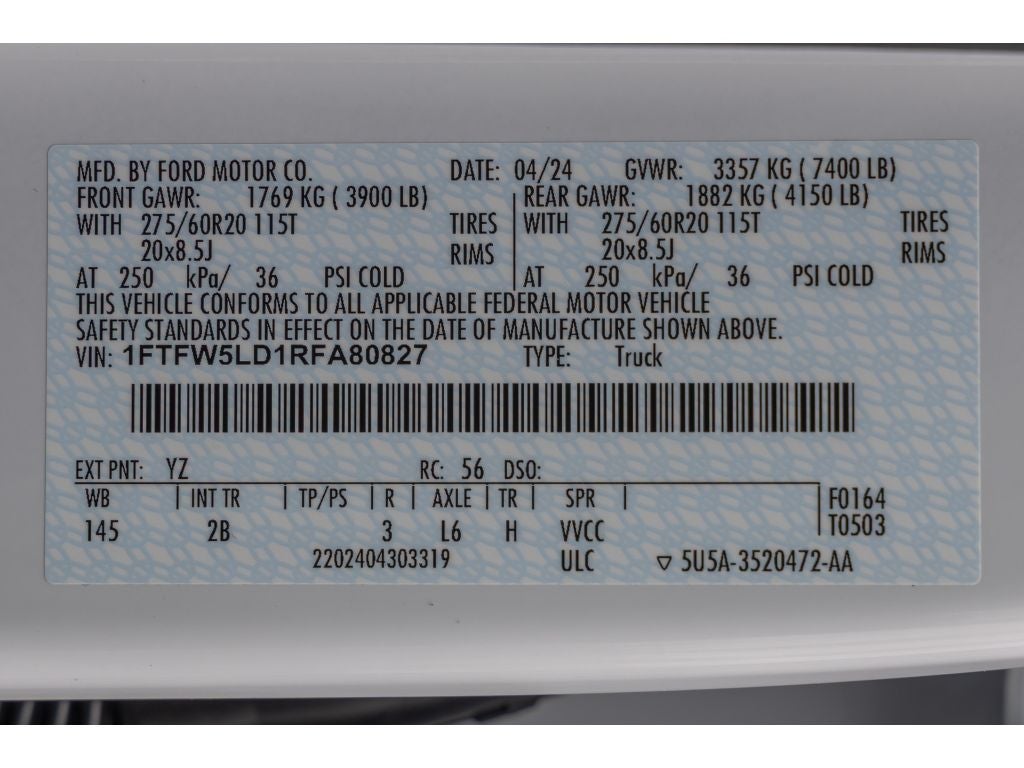 MFD. BY FORD MOTOR CO. DATE: 04/24 GVWR: 3357 KG ( 7400 LB)
FRONT GAWR: 1769 KG ( 3900 LB) REAR GAWR: 1882 KG ( 4150 LB)
WITH 275/60R20 115T TIRES WITH 275/60R20 115T TIRES
20x8.5J RIMS 20x8.5J RIMS
AT 250 kPa/ 36 PSI COLD AT 250 kPa/ 36 PSI COLD
THIS VEHICLE CONFORMS TO ALL APPLICABLE FEDERAL MOTOR VEHICLE
SAFETY STANDARDS IN EFFECT ON THE DATE OF MANUFACTURE SHOWN ABOVE.
VIN: 1FTFW5LD1RFA80827 TYPE: Truck
EXT PNT: YZ RC: 56 DSO:
WB INT TR TP/PS R AXLE TR SPR F0164
145 2B 3 L6 H VVCC T0503
2202404303319 ULC ▽ 5U5A-3520472-AA